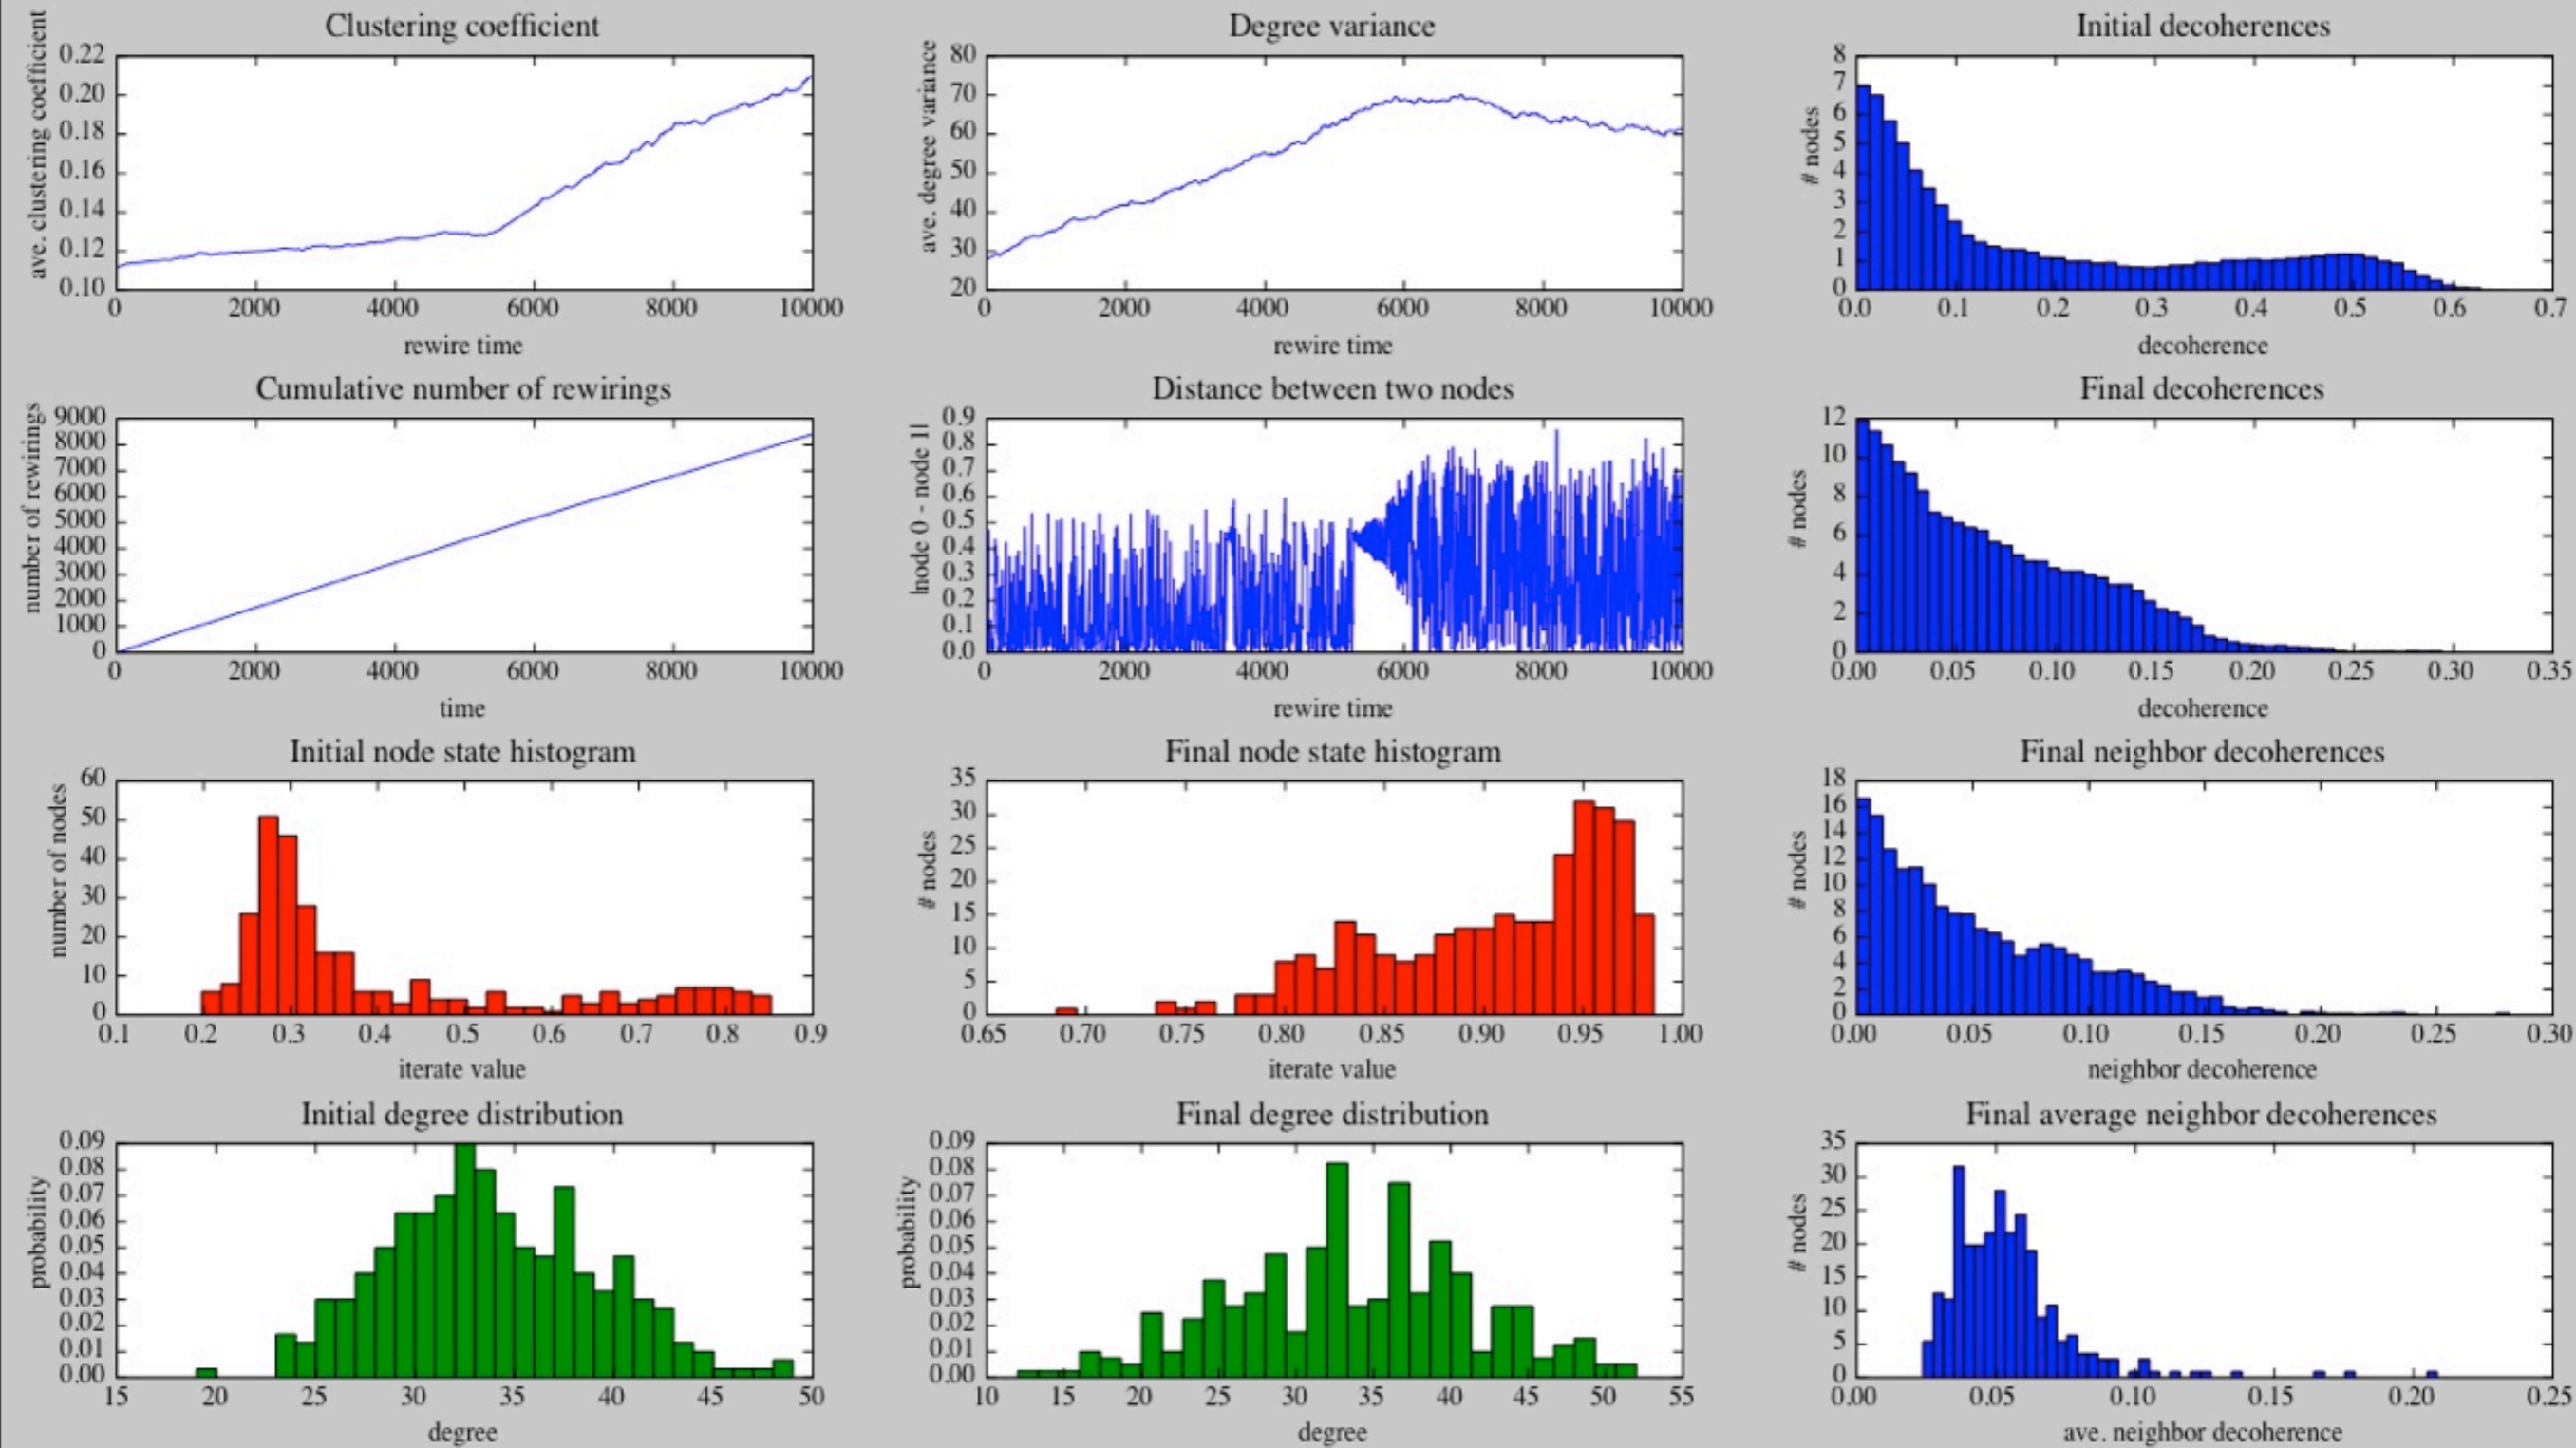 Clustering coefficient
ave. clustering coefficient
0.22
0.20
0.18
0.16
0.14
0.12
0.10
0 2000 4000 6000 8000 10000
rewire time
Degree variance
ave. degree variance
80
70
60
50
40
30
20
0 2000 4000 6000 8000 10000
rewire time
Initial decoherences
# nodes
8
7
6
5
4
3
2
1
0
0.0 0.1 0.2 0.3 0.4 0.5 0.6 0.7
decoherence
Cumulative number of rewirings
number of rewirings
9000
8000
7000
6000
5000
4000
3000
2000
1000
0
0 2000 4000 6000 8000 10000
time
Distance between two nodes
|node 0 - node 1|
0.9
0.8
0.7
0.6
0.5
0.4
0.3
0.2
0.1
0.0
0 2000 4000 6000 8000 10000
rewire time
Final decoherences
# nodes
12
10
8
6
4
2
0
0.00 0.05 0.10 0.15 0.20 0.25 0.30 0.35
decoherence
Initial node state histogram
number of nodes
60
50
40
30
20
10
0
0.1 0.2 0.3 0.4 0.5 0.6 0.7 0.8 0.9
iterate value
Final node state histogram
# nodes
35
30
25
20
15
10
5
0
0.65 0.70 0.75 0.80 0.85 0.90 0.95 1.00
iterate value
Final neighbor decoherences
# nodes
18
16
14
12
10
8
6
4
2
0
0.00 0.05 0.10 0.15 0.20 0.25 0.30
neighbor decoherence
Initial degree distribution
probability
0.09
0.08
0.07
0.06
0.05
0.04
0.03
0.02
0.01
0.00
15 20 25 30 35 40 45 50
degree
Final degree distribution
probability
0.09
0.08
0.07
0.06
0.05
0.04
0.03
0.02
0.01
0.00
10 15 20 25 30 35 40 45 50 55
degree
Final average neighbor decoherences
# nodes
35
30
25
20
15
10
5
0
0.00 0.05 0.10 0.15 0.20 0.25
ave. neighbor decoherence